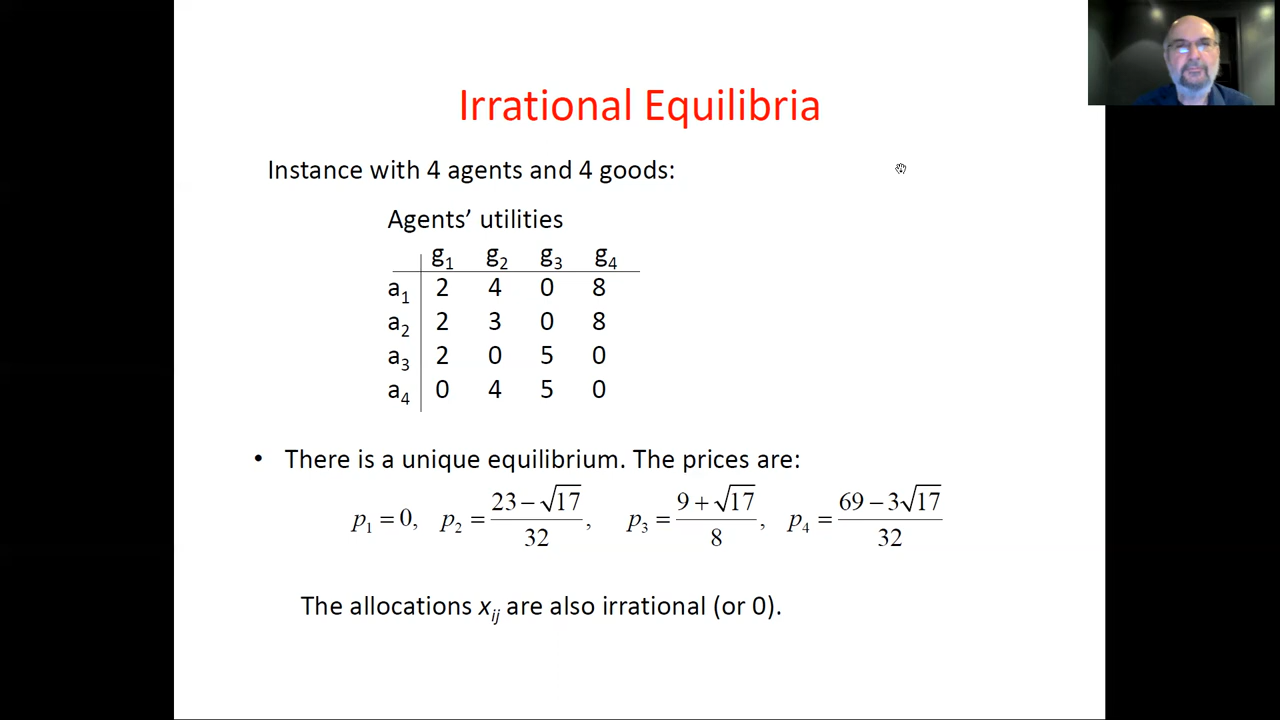 Irrational Equilibria
Instance with 4 agents and 4 goods:
Agents’ utilities
g₁ g₂ g₃ g₄
a₁ 2 4 0 8
a₂ 2 3 0 8
a₃ 2 0 5 0
a₄ 0 4 5 0
• There is a unique equilibrium. The prices are:
p₁ = 0, p₂ = (23 − √17)/32, p₃ = (9 + √17)/8, p₄ = (69 − 3√17)/32
The allocations xᵢⱼ are also irrational (or 0).